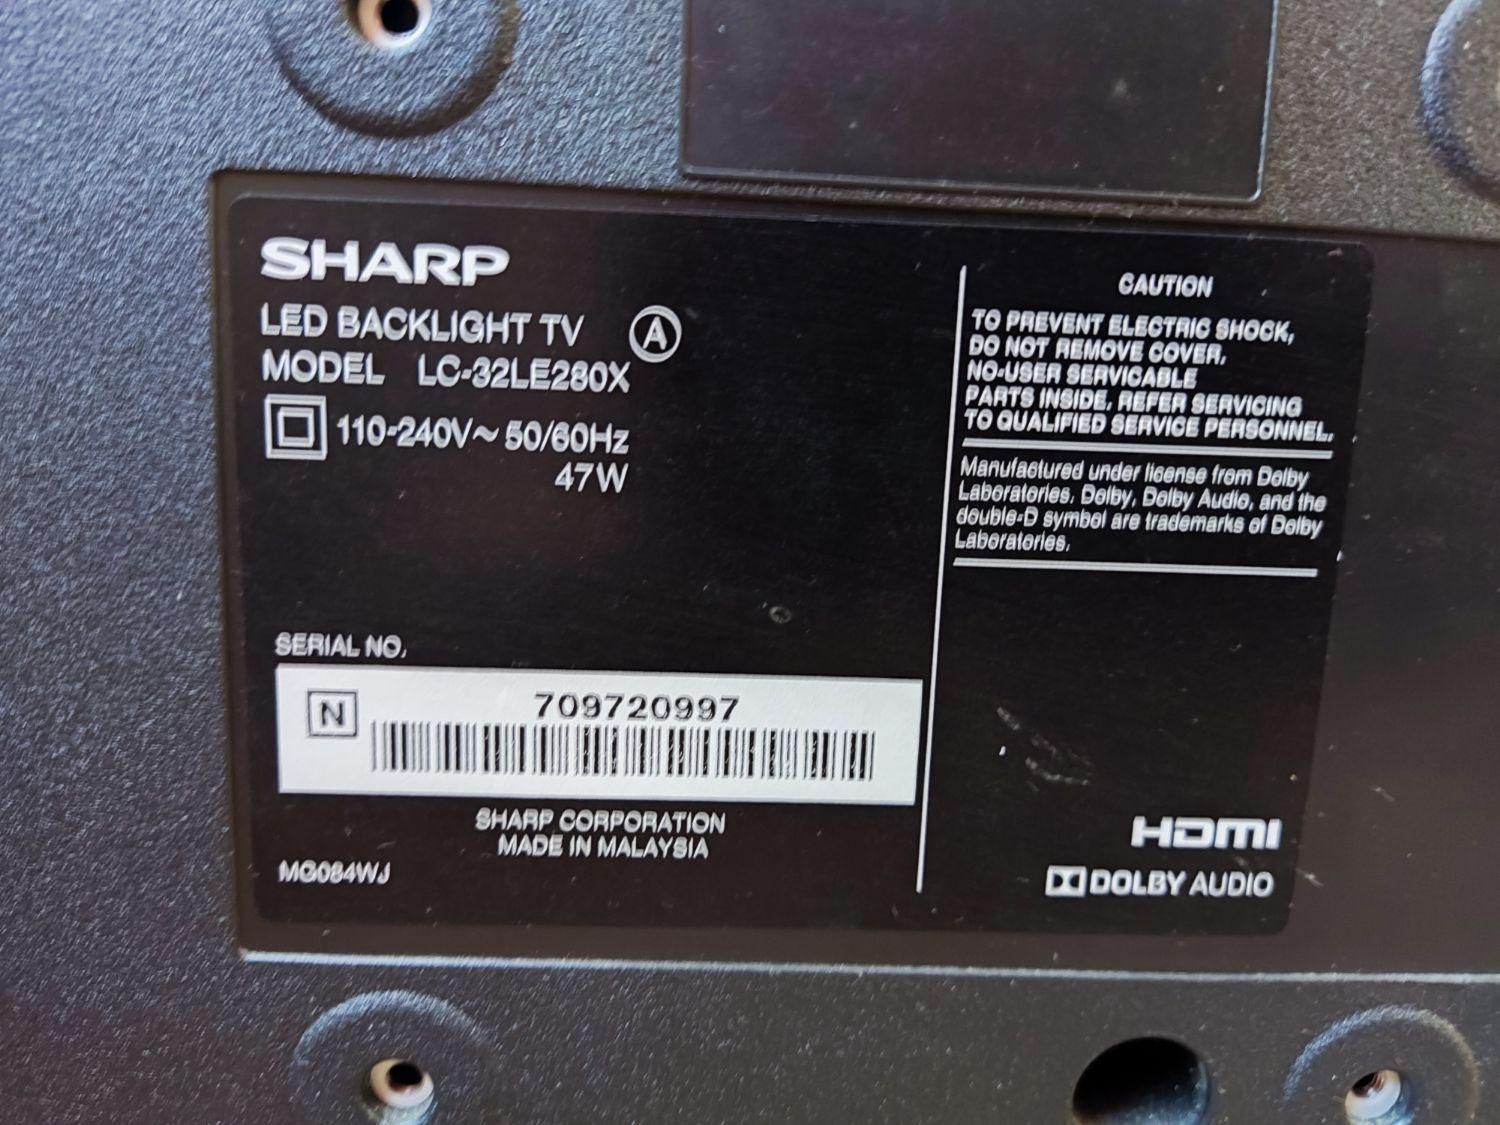 SHARP
LED BACKLIGHT TV
A
MODEL LC-32LE280X
110-240V~ 50/60Hz
47W
SERIAL NO.
N
709720997
SHARP CORPORATION
MADE IN MALAYSIA
MG084WJ
CAUTION
TO PREVENT ELECTRIC SHOCK,
DO NOT REMOVE COVER,
NO-USER SERVICABLE
PARTS INSIDE, REFER SERVICING
TO QUALIFIED SERVICE PERSONNEL.
Manufactured under license from Dolby
Laboratories. Dolby, Dolby Audio, and the
double-D symbol are trademarks of Dolby
Laboratories.
HDMI
DOLBY AUDIO